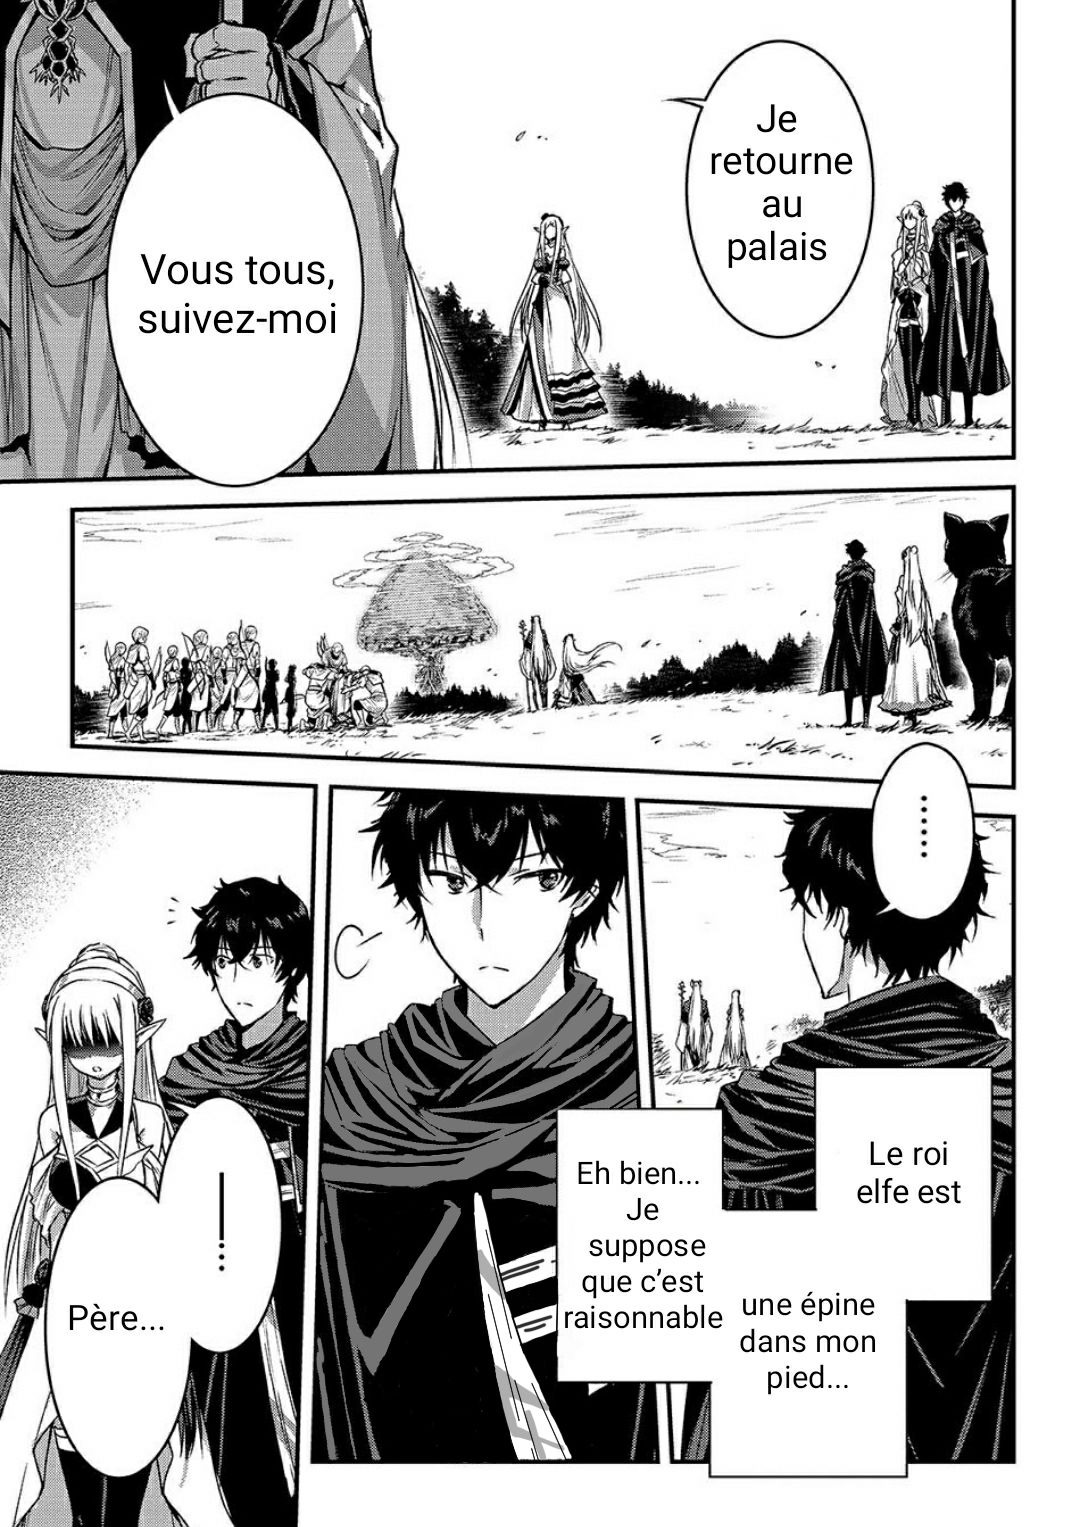 Je
retourne
au
palais
Vous tous,
suivez-moi
......
Le roi
elfe est
une épine
dans mon
pied...
Eh bien...
Je
suppose
que c’est
raisonnable
—...
Père...